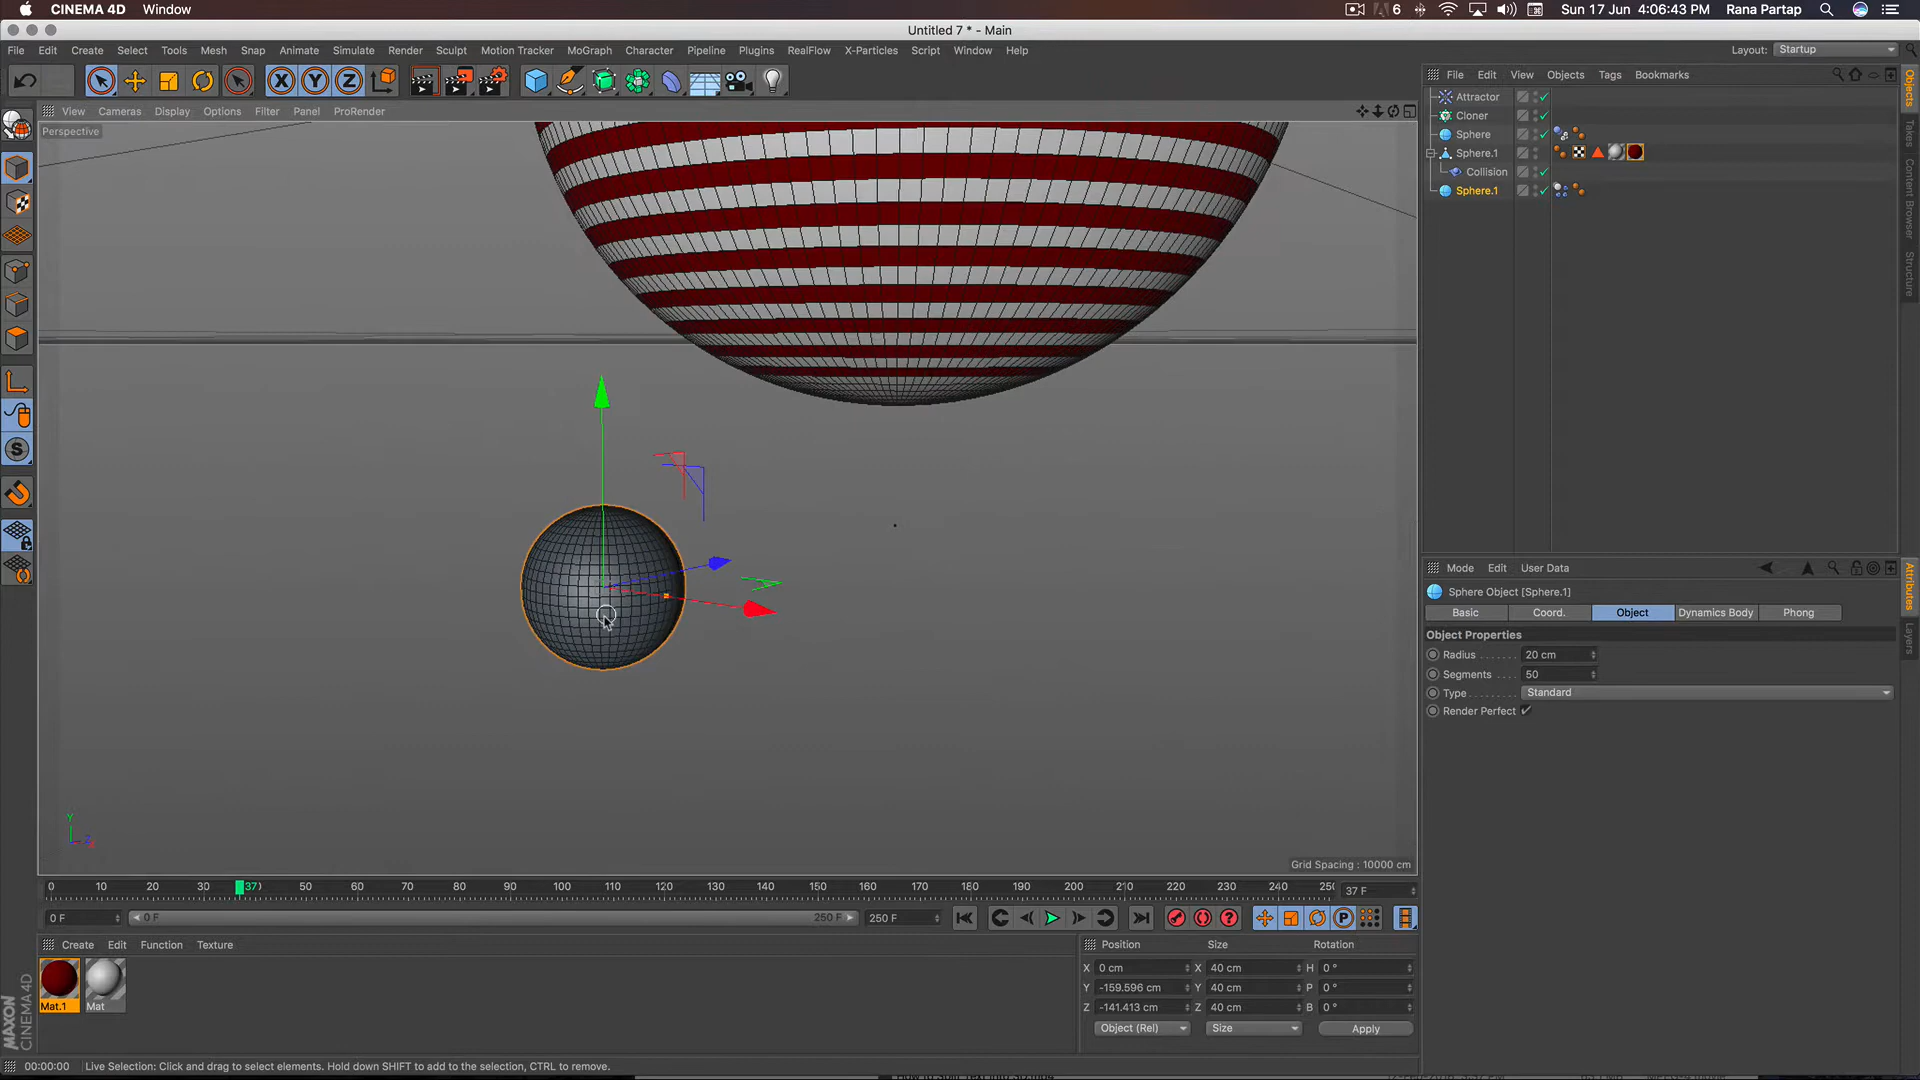 CINEMA 4D Window
6 Sun 17 Jun 4:06:43 PM Rana Partap
Untitled 7 * - Main
File Edit Create Select Tools Mesh Snap Animate Simulate Render Sculpt Motion Tracker MoGraph Character Pipeline Plugins RealFlow X-Particles Script Window Help
Layout: Startup
X Y Z
File Edit View Objects Tags Bookmarks
View Cameras Display Options Filter Panel ProRender
Perspective
Attractor
Cloner
Sphere
Sphere.1
Collision
Sphere.1
Objects
Takes
Content Browser
Structure
S
Mode Edit User Data
Sphere Object [Sphere.1]
Basic Coord. Object Dynamics Body Phong
Object Properties
Radius 20 cm
Segments 50
Type Standard
Render Perfect
Attributes
Layers
Y
Grid Spacing : 10000 cm
0 10 20 30 37 50 60 70 80 90 100 110 120 130 140 150 160 170 180 190 200 210 220 230 240 250
37 F
0 F 0 F 250 F 250 F
P
Create Edit Function Texture
Mat.1 Mat
Position Size Rotation
X 0 cm X 40 cm H 0 °
Y -159.596 cm Y 40 cm P 0 °
Z -141.413 cm Z 40 cm B 0 °
Object (Rel) Size Apply
MAXON
CINEMA 4D
00:00:00 Live Selection: Click and drag to select elements. Hold down SHIFT to add to the selection, CTRL to remove.